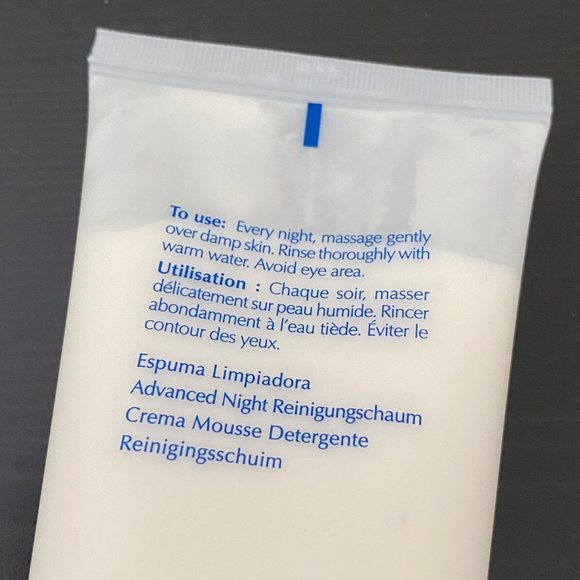 To use: Every night, massage gently
over damp skin. Rinse thoroughly with
warm water. Avoid eye area.
Utilisation : Chaque soir, masser
délicatement sur peau humide. Rincer
abondamment à l'eau tiède. Éviter le
contour des yeux.
Espuma Limpiadora
Advanced Night Reinigungschaum
Crema Mousse Detergente
Reinigingsschuim